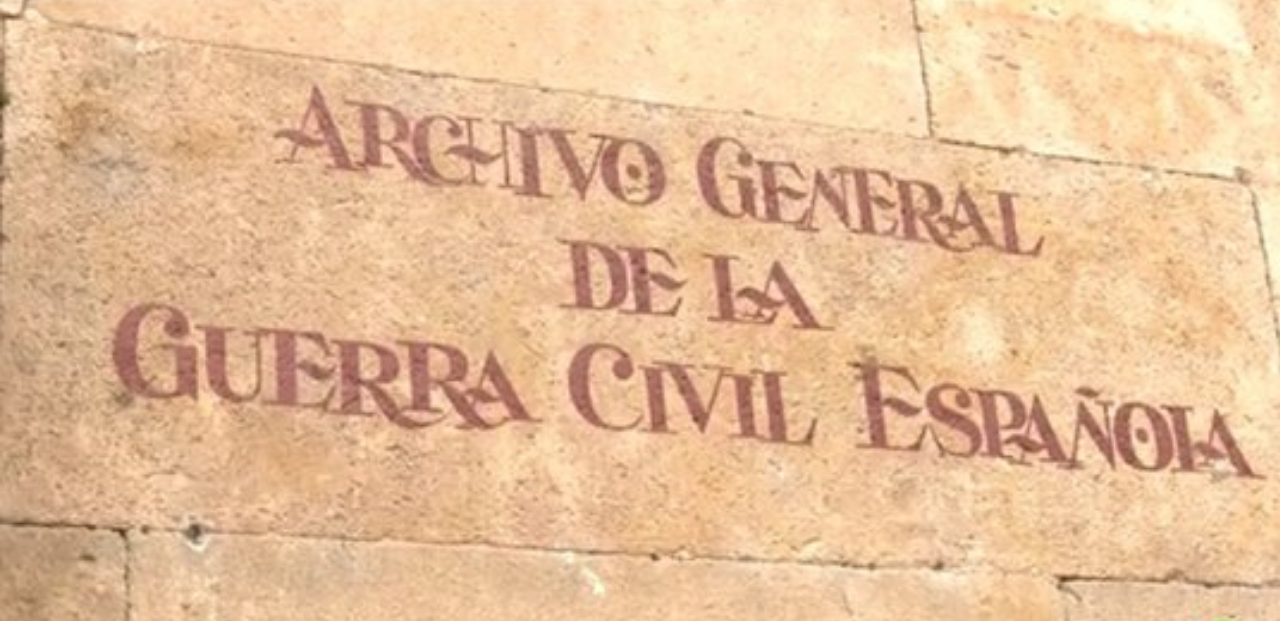 ARCHIVO GENERAL
DE LA
GUERRA CIVIL ESPAÑOLA